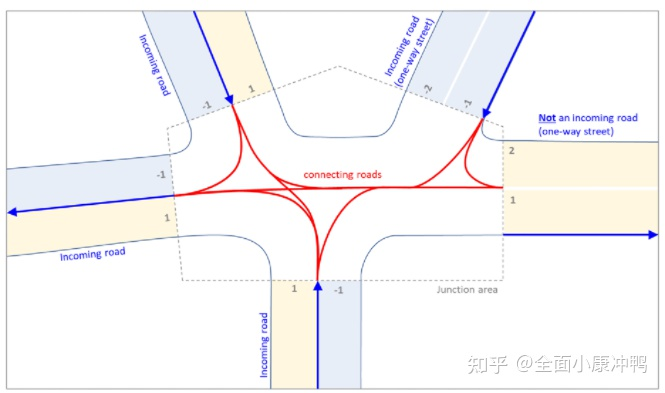 Incoming road
-1
1
Incoming road
(one-way street)
-2
-1
Not an incoming road
(one-way street)
2
1
connecting roads
-1
1
Incoming road
Incoming road
1
-1
Junction area
知乎 @全面小康冲鸭